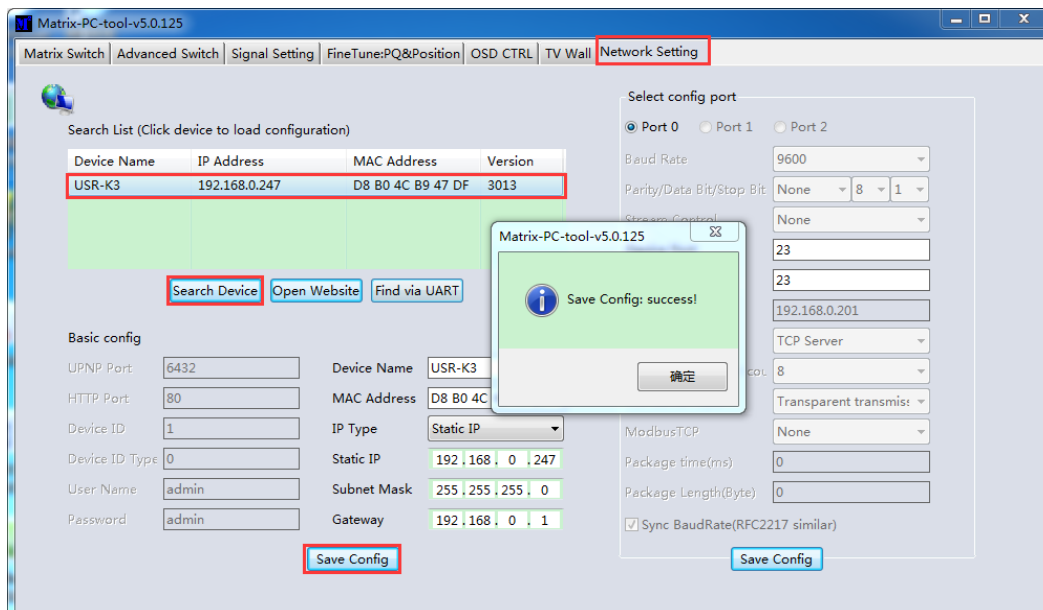 Matrix-PC-tool-v5.0.125
Matrix Switch Advanced Switch Signal Setting FineTune:PQ&Position OSD CTRL TV Wall Network Setting
Search List (Click device to load configuration)
Device Name IP Address MAC Address Version
USR-K3 192.168.0.247 D8 B0 4C B9 47 DF 3013
Search Device Open Website Find via UART
Basic config
UPNP Port 6432
HTTP Port 80
Device ID 1
Device ID Type 0
User Name admin
Password admin
Device Name USR-K3
MAC Address D8 B0 4C
IP Type Static IP
Static IP 192 . 168 . 0 . 247
Subnet Mask 255 . 255 . 255 . 0
Gateway 192 . 168 . 0 . 1
Save Config
Matrix-PC-tool-v5.0.125
Save Config: success!
确定
Select config port
Port 0 Port 1 Port 2
Baud Rate 9600
Parity/Data Bit/Stop Bit None 8 1
Stream Control None
23
23
192.168.0.201
TCP Server
8
Transparent transmis:
ModbusTCP None
Package time(ms) 0
Package Length(Byte) 0
Sync BaudRate(RFC2217 similar)
Save Config